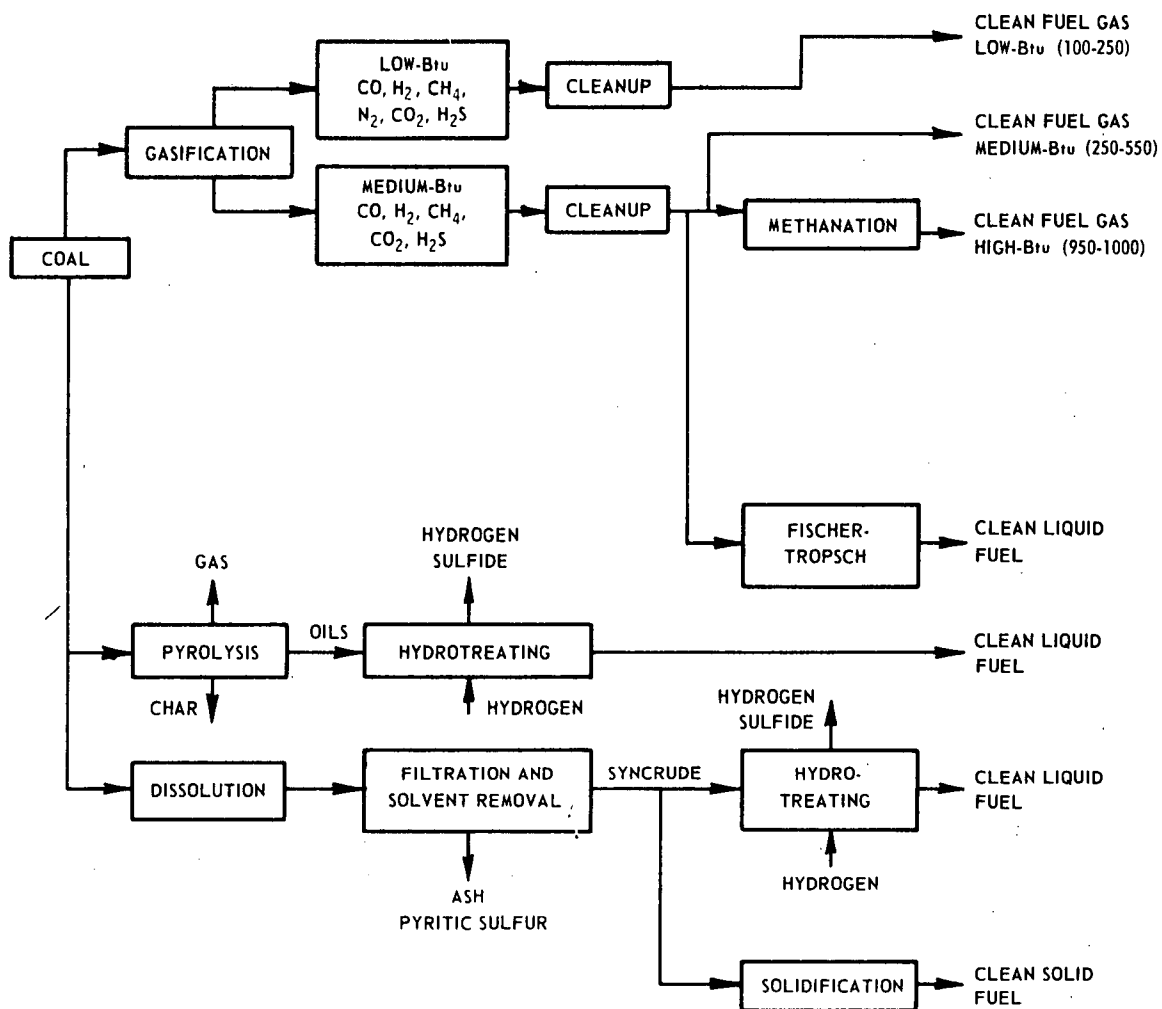 CLEAN FUEL GAS
LOW-Btu (100-250)
LOW-Btu
CO, H2, CH4,
N2, CO2, H2S
CLEANUP
CLEAN FUEL GAS
MEDIUM-Btu (250-550)
GASIFICATION
MEDIUM-Btu
CO, H2, CH4,
CO2, H2S
CLEANUP
METHANATION
CLEAN FUEL GAS
HIGH-Btu (950-1000)
COAL
FISCHER-
TROPSCH
CLEAN LIQUID
FUEL
GAS
HYDROGEN
SULFIDE
PYROLYSIS
OILS
HYDROTREATING
CLEAN LIQUID
FUEL
CHAR
HYDROGEN
HYDROGEN
SULFIDE
DISSOLUTION
FILTRATION AND
SOLVENT REMOVAL
SYNCRUDE
HYDRO-
TREATING
CLEAN LIQUID
FUEL
ASH
PYRITIC SULFUR
HYDROGEN
SOLIDIFICATION
CLEAN SOLID
FUEL